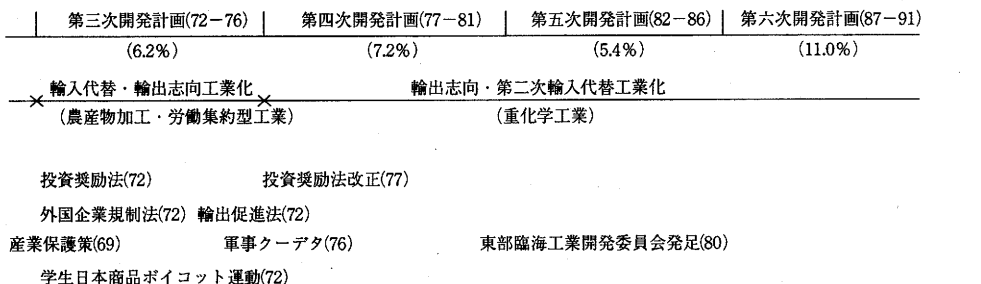 第三次開発計画(72−76) 第四次開発計画(77−81) 第五次開発計画(82−86) 第六次開発計画(87−91)
(6.2%) (7.2%) (5.4%) (11.0%)
輸入代替・輸出志向工業化 輸出志向・第二次輸入代替工業化
(農産物加工・労働集約型工業) (重化学工業)
投資奨励法(72) 投資奨励法改正(77)
外国企業規制法(72) 輸出促進法(72)
産業保護策(69) 軍事クーデタ(76) 東部臨海工業開発委員会発足(80)
学生日本商品ボイコット運動(72)